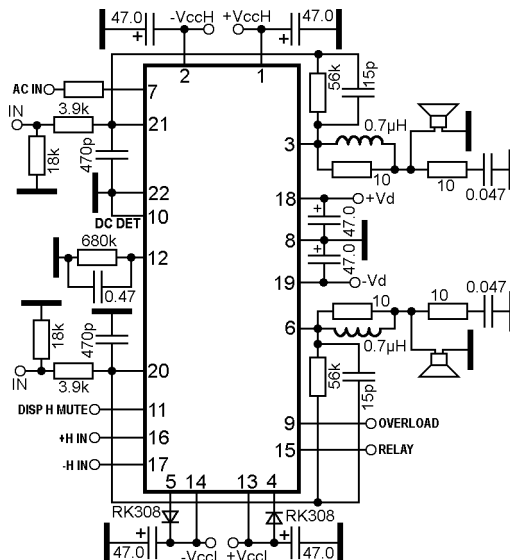 47.0
-VccH
+VccH
47.0
+
+
2
1
AC IN
7
56k
15p
IN
3.9k
21
0.7µH
3
18k
470p
10
10
0.047
22
18
+Vd
10
DC DET
+
47.0
680k
8
12
+
47.0
0.47
19
-Vd
10
10
0.047
18k
470p
6
0.7µH
IN
3.9k
20
56k
15p
DISP H MUTE
11
9
OVERLOAD
+H IN
16
15
RELAY
-H IN
17
5
14
13
4
RK308
RK308
+
+
47.0
-VccL
+VccL
47.0